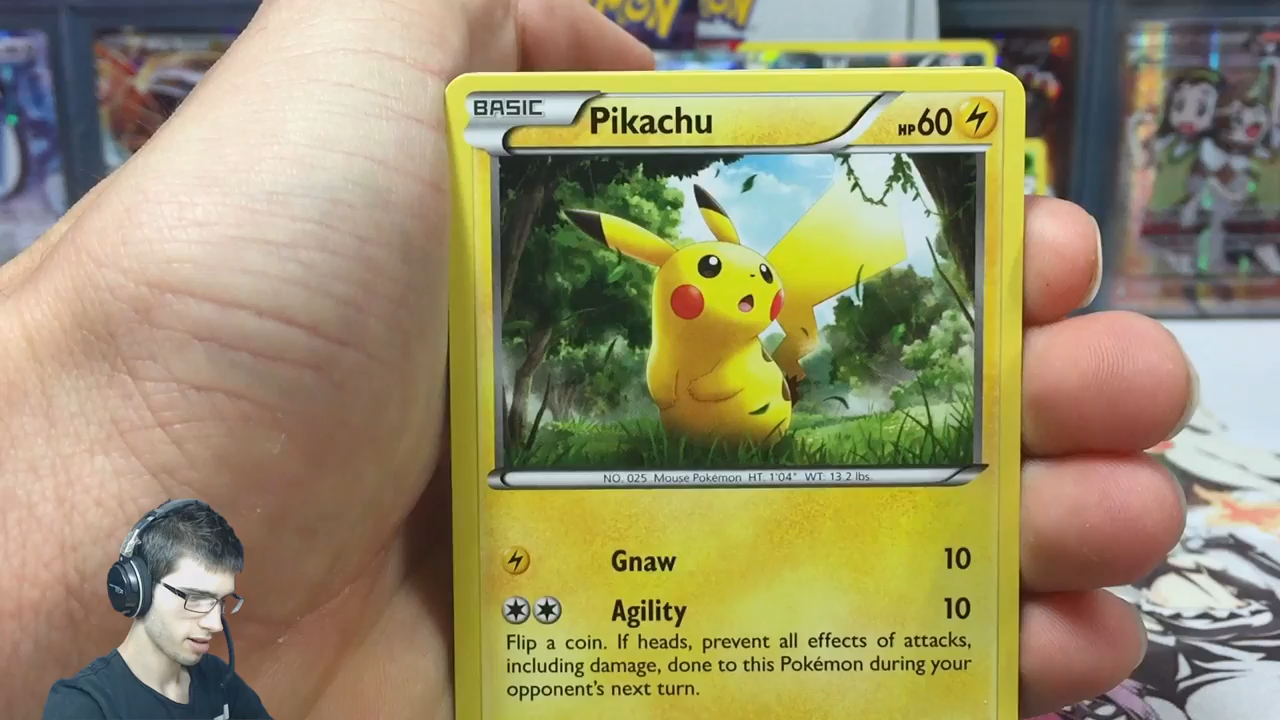 BASIC
Pikachu
HP60
NO. 025 Mouse Pokémon HT. 1'04" WT. 13.2 lbs.
Gnaw 10
Agility 10
Flip a coin. If heads, prevent all effects of attacks,
including damage, done to this Pokémon during your
opponent's next turn.